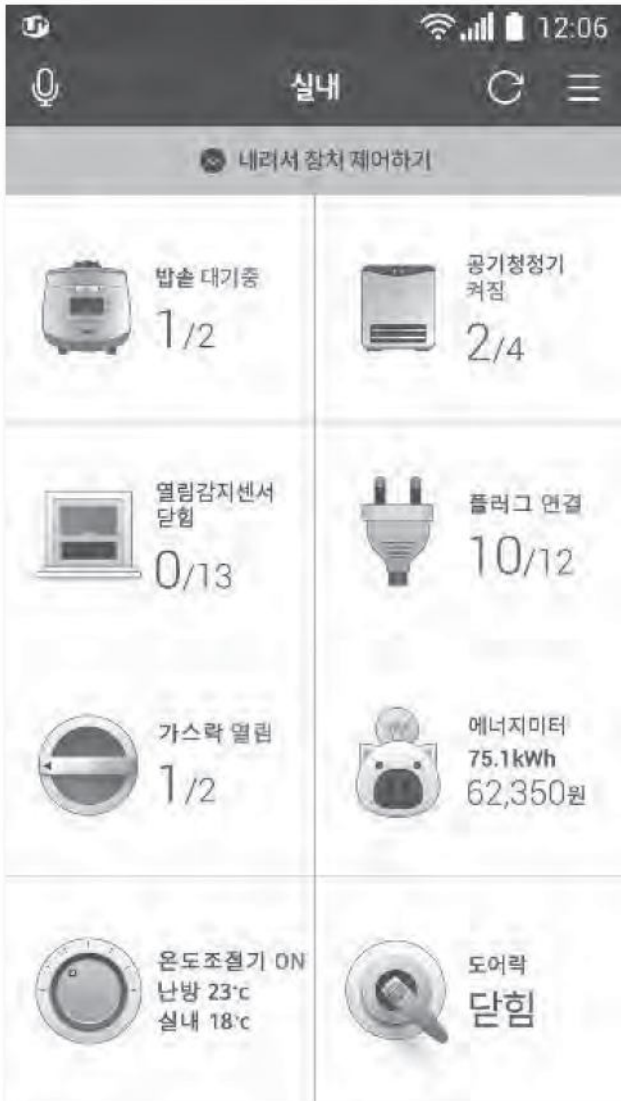 12:06
실내
내려서 장치 제어하기
밥솥 대기중
1/2
공기청정기
켜짐
2/4
열림감지센서
닫힘
0/13
플러그 연결
10/12
가스락 열림
1/2
에너지미터
75.1kWh
62,350원
온도조절기 ON
난방 23°c
실내 18°c
도어락
닫힘